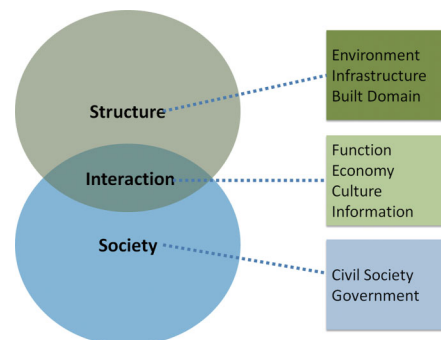 Structure
Environment
Infrastructure
Built Domain
Interaction
Function
Economy
Culture
Information
Society
Civil Society
Government